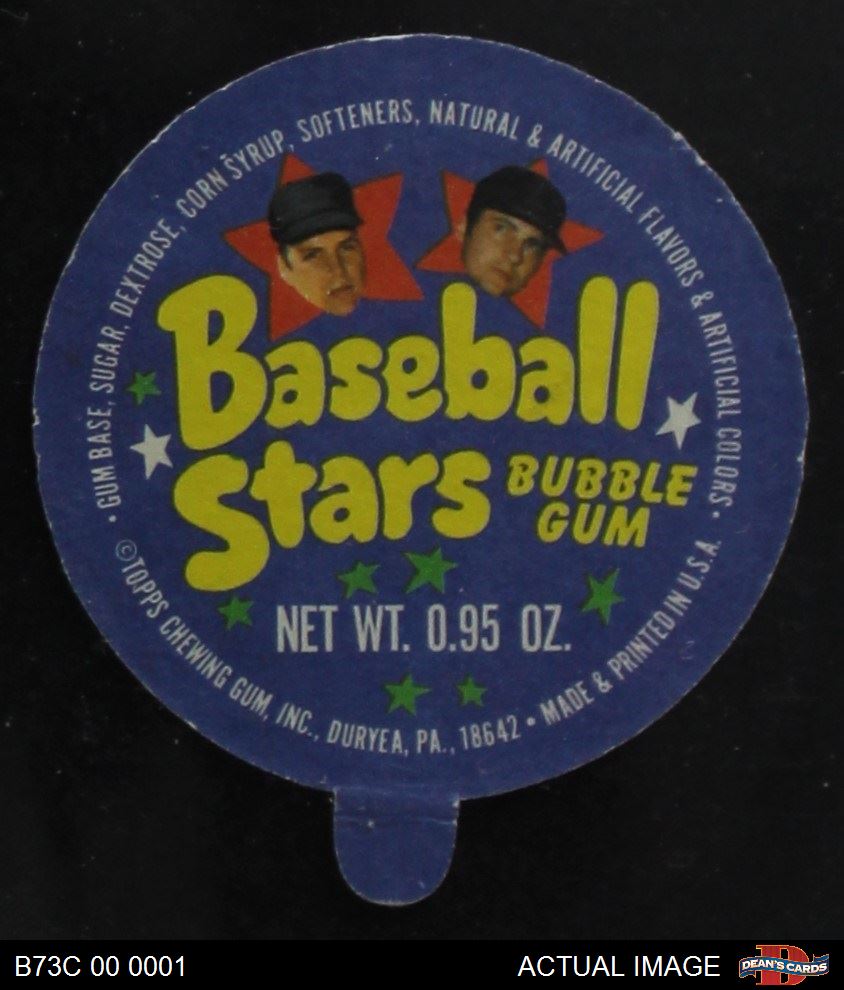 • GUM BASE, SUGAR, DEXTROSE, CORN SYRUP, SOFTENERS, NATURAL & ARTIFICIAL FLAVORS & ARTIFICIAL COLORS •
Baseball
Stars
BUBBLE
GUM
NET WT. 0.95 OZ.
©TOPPS CHEWING GUM, INC., DURYEA, PA., 18642 • MADE & PRINTED IN U.S.A.
B73C 00 0001
ACTUAL IMAGE
D
DEAN'S CARDS